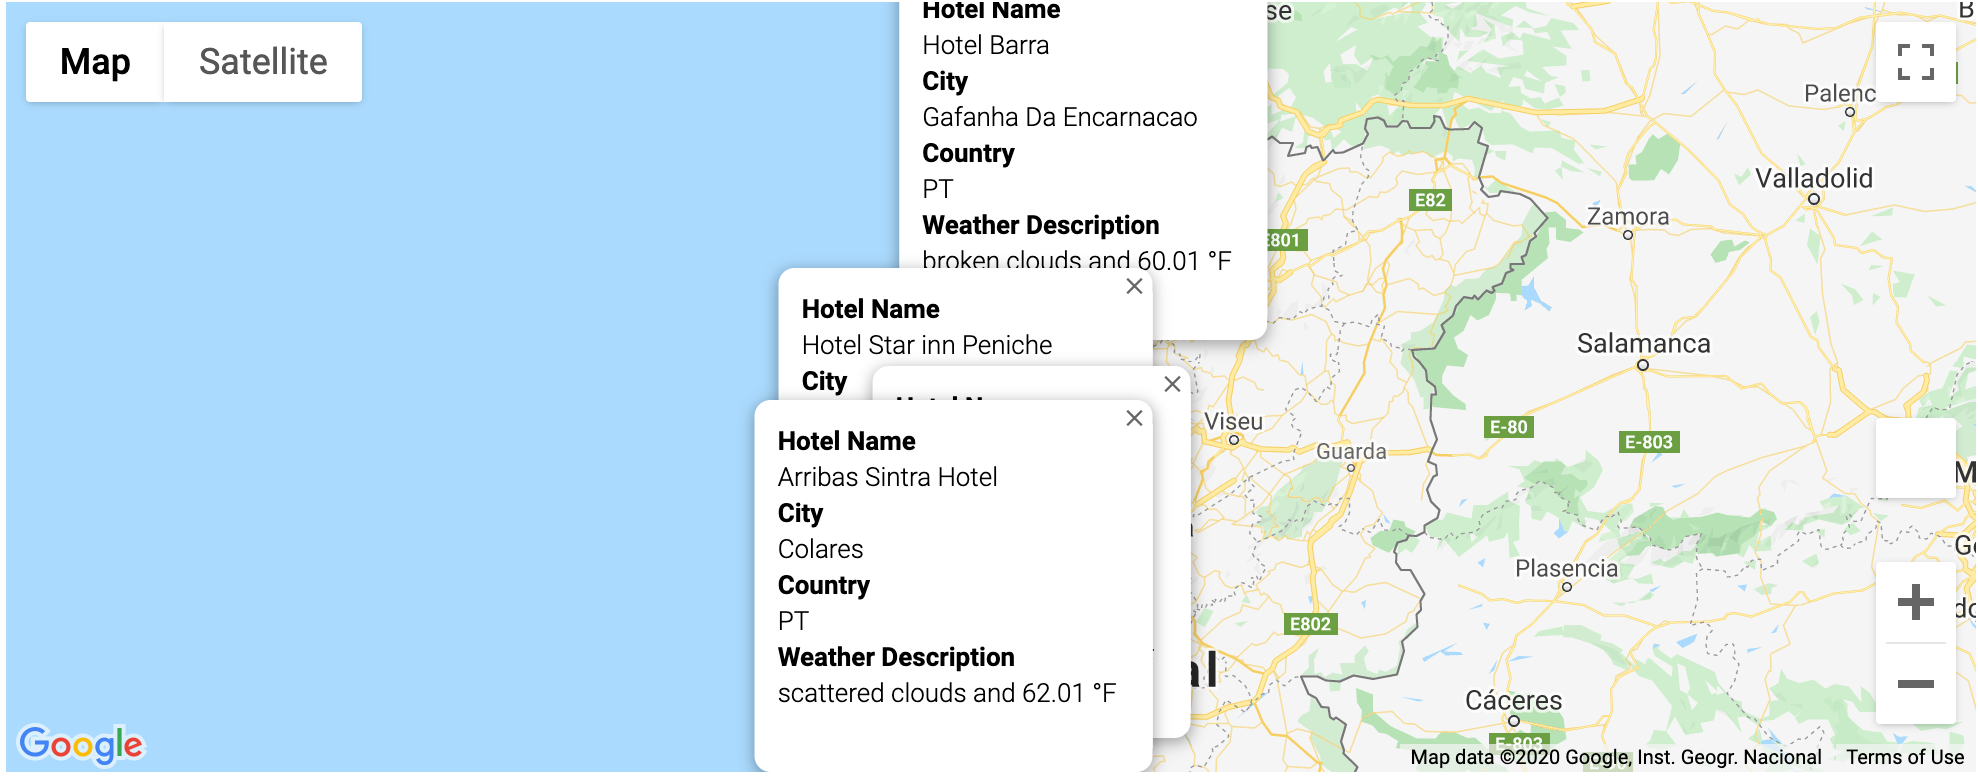 Map
Satellite
Hotel Name
Hotel Barra
City
Gafanha Da Encarnacao
Country
PT
Weather Description
broken clouds and 60.01 °F
Hotel Name
Hotel Star inn Peniche
City
Hotel Name
Arribas Sintra Hotel
City
Colares
Country
PT
Weather Description
scattered clouds and 62.01 °F
se
B
Palenc
Valladolid
E82
Zamora
E801
Salamanca
Viseu
E-80
E-803
Guarda
M
Go
Plasencia
do
E802
al
Cáceres
E-803
Google
Map data ©2020 Google, Inst. Geogr. Nacional
Terms of Use